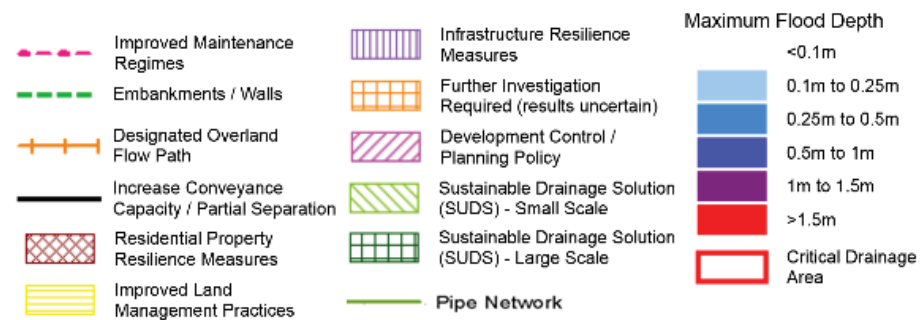 Improved Maintenance
Regimes
Embankments / Walls
Designated Overland
Flow Path
Increase Conveyance
Capacity / Partial Separation
Residential Property
Resilience Measures
Improved Land
Management Practices
Infrastructure Resilience
Measures
Further Investigation
Required (results uncertain)
Development Control /
Planning Policy
Sustainable Drainage Solution
(SUDS) - Small Scale
Sustainable Drainage Solution
(SUDS) - Large Scale
Pipe Network
Maximum Flood Depth
<0.1m
0.1m to 0.25m
0.25m to 0.5m
0.5m to 1m
1m to 1.5m
>1.5m
Critical Drainage
Area